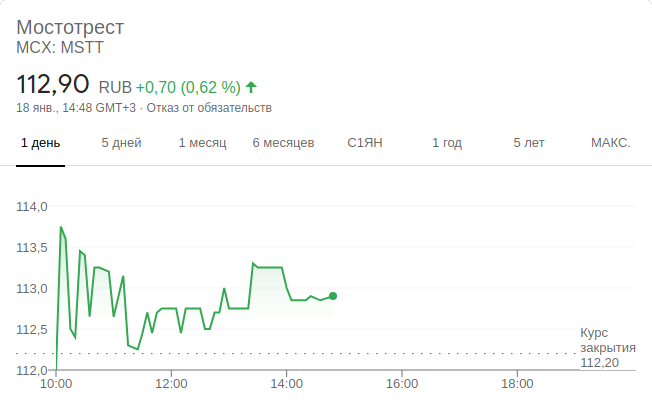 Мостотрест
MCX: MSTT
112,90 RUB +0,70 (0,62 %)
18 янв., 14:48 GMT+3 · Отказ от обязательств
1 день 5 дней 1 месяц 6 месяцев С1ЯН 1 год 5 лет МАКС.
114,0
113,5
113,0
112,5
Курс
закрытия
112,20
112,0
10:00 12:00 14:00 16:00 18:00